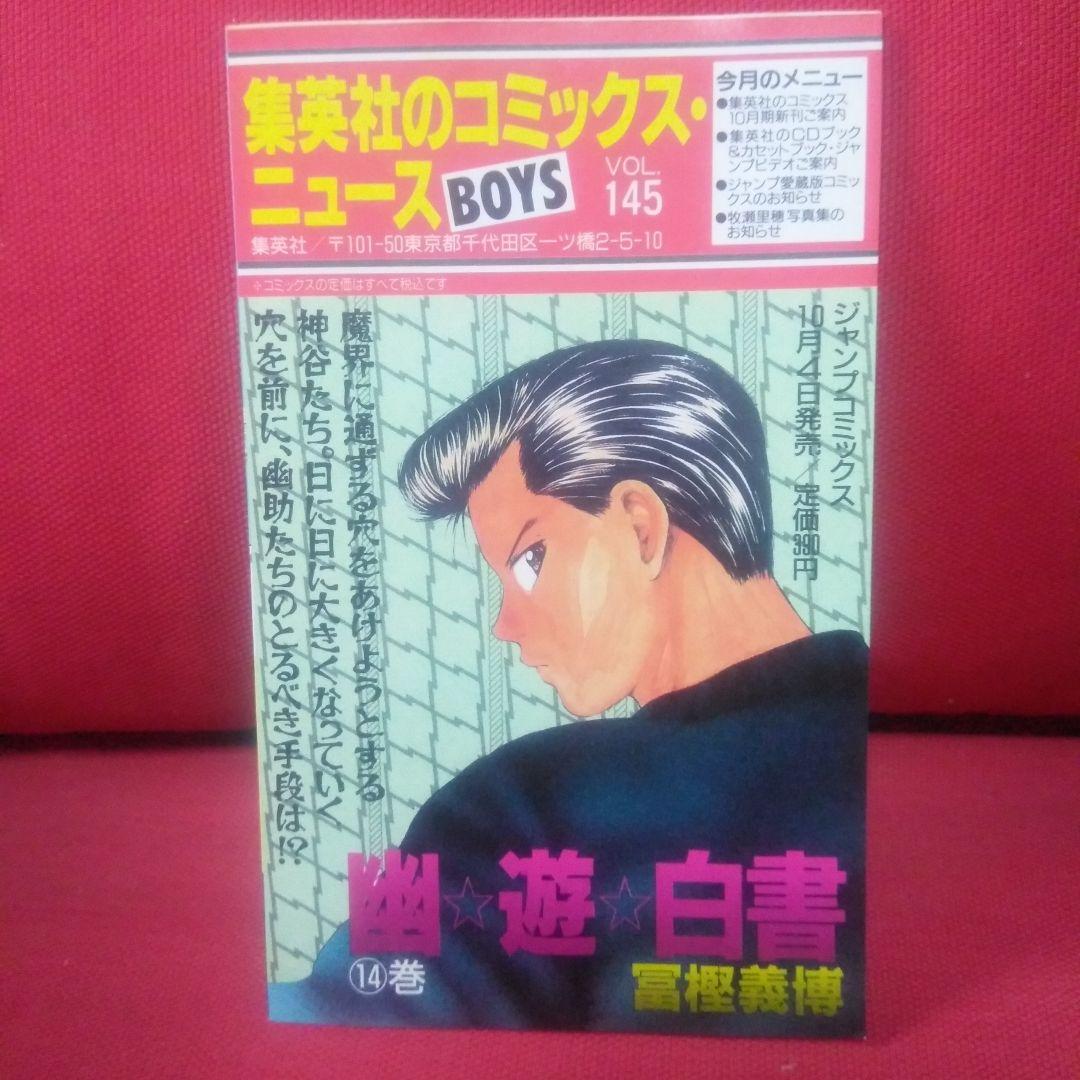 集英社のコミックス・
ニュース BOYS VOL. 145
集英社/〒101-50東京都千代田区一ツ橋2-5-10
今月のメニュー
●集英社のコミックス
10月期新刊ご案内
●集英社のCDブック
&カセットブック・ジャ
ンプビデオご案内
●ジャンプ愛蔵版コミッ
クスのお知らせ
●牧瀬里穂写真集の
お知らせ
※コミックスの定価はすべて税込です
ジャンプコミックス
10月4日発売/定価390円
魔界に通ずる穴をあけようとする
神谷たち。日に日に大きくなっていく
穴を前に、幽助たちのとるべき手段は!?
幽☆遊☆白書
⑭巻
冨樫義博